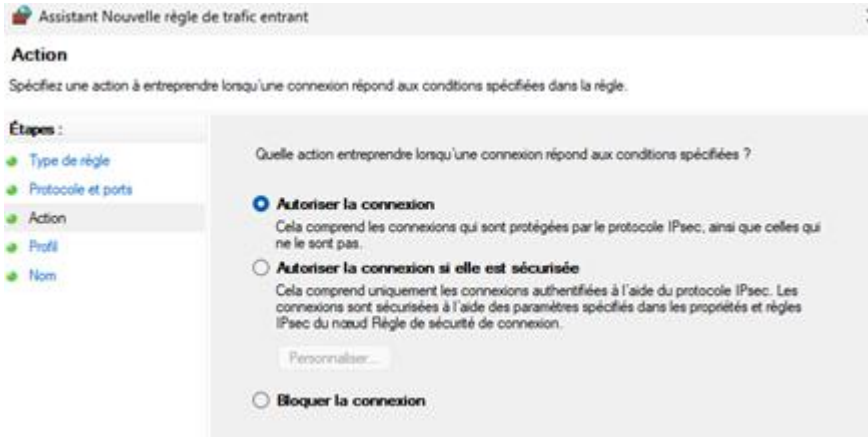 Assistant Nouvelle règle de trafic entrant
Action
Spécifiez une action à entreprendre lorsqu'une connexion répond aux conditions spécifiées dans la règle.
Étapes :
Type de règle
Protocole et ports
Action
Profil
Nom
Quelle action entreprendre lorsqu'une connexion répond aux conditions spécifiées ?
Autoriser la connexion
Cela comprend les connexions qui sont protégées par le protocole IPsec, ainsi que celles qui
ne le sont pas.
Autoriser la connexion si elle est sécurisée
Cela comprend uniquement les connexions authentifiées à l'aide du protocole IPsec. Les
connexions sont sécurisées à l'aide des paramètres spécifiés dans les propriétés et règles
IPsec du nœud Règle de sécurité de connexion.
Personnaliser...
Bloquer la connexion